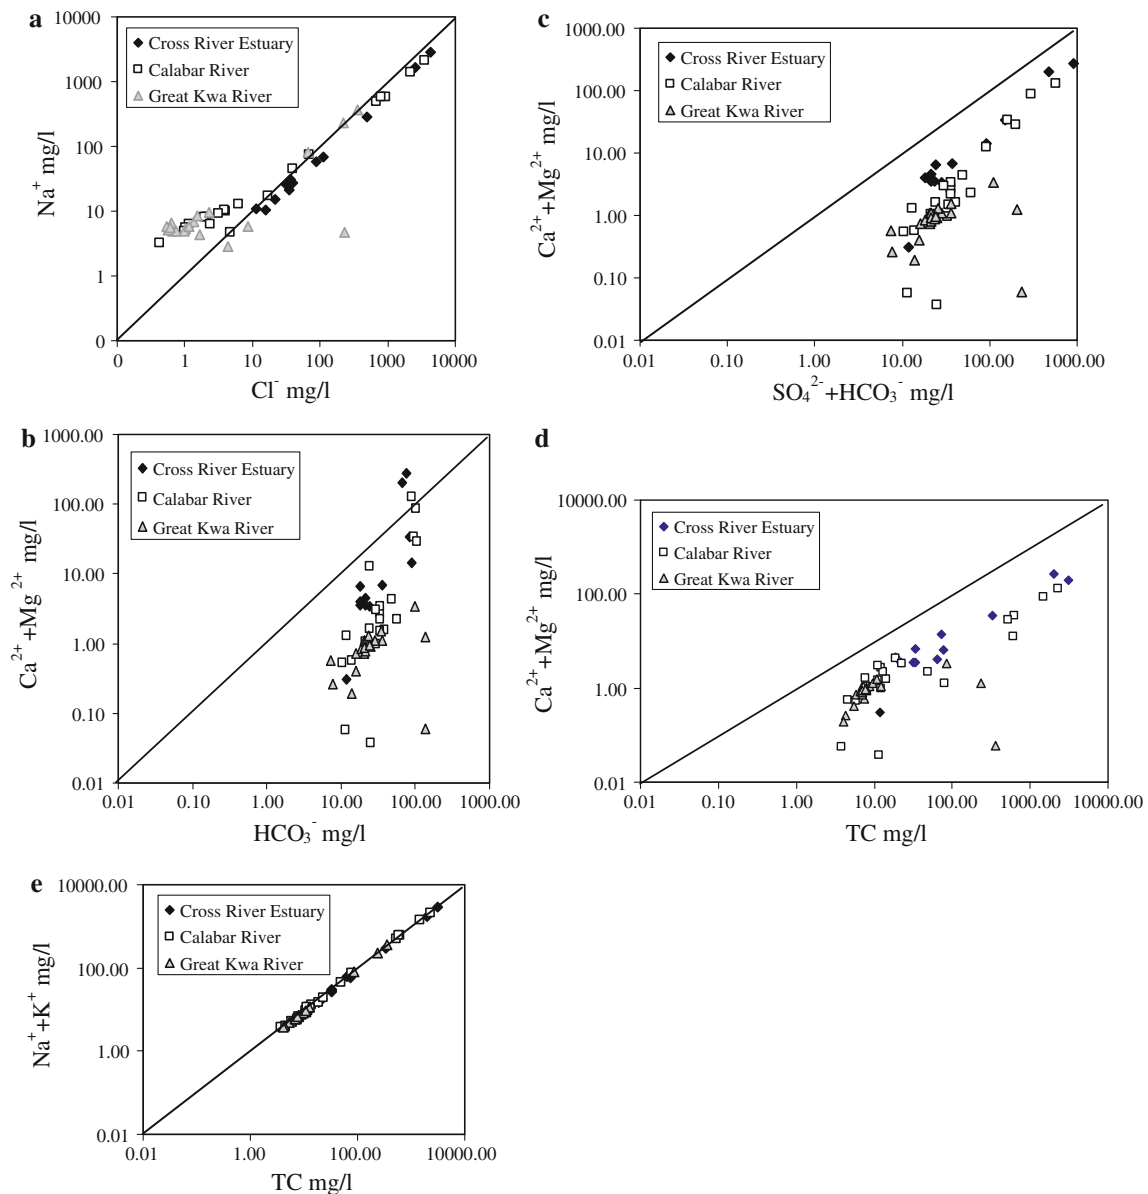 a
10000
1000
100
10
1
0
0
1
10
100
1000
10000
Na⁺ mg/l
Cl⁻ mg/l
Cross River Estuary
Calabar River
Great Kwa River
c
1000.00
100.00
10.00
1.00
0.10
0.01
0.01
0.10
1.00
10.00
100.00
1000.00
Ca²⁺+Mg²⁺ mg/l
SO₄²⁻+HCO₃⁻ mg/l
Cross River Estuary
Calabar River
Great Kwa River
b
1000.00
100.00
10.00
1.00
0.10
0.01
0.01
0.10
1.00
10.00
100.00
1000.00
Ca²⁺+Mg²⁺ mg/l
HCO₃⁻ mg/l
Cross River Estuary
Calabar River
Great Kwa River
d
10000.00
100.00
1.00
0.01
0.01
0.10
1.00
10.00
100.00
1000.00
10000.00
Ca²⁺+Mg²⁺ mg/l
TC mg/l
Cross River Estuary
Calabar River
Great Kwa River
e
10000.00
100.00
1.00
0.01
0.01
1.00
100.00
10000.00
Na⁺+K⁺ mg/l
TC mg/l
Cross River Estuary
Calabar River
Great Kwa River